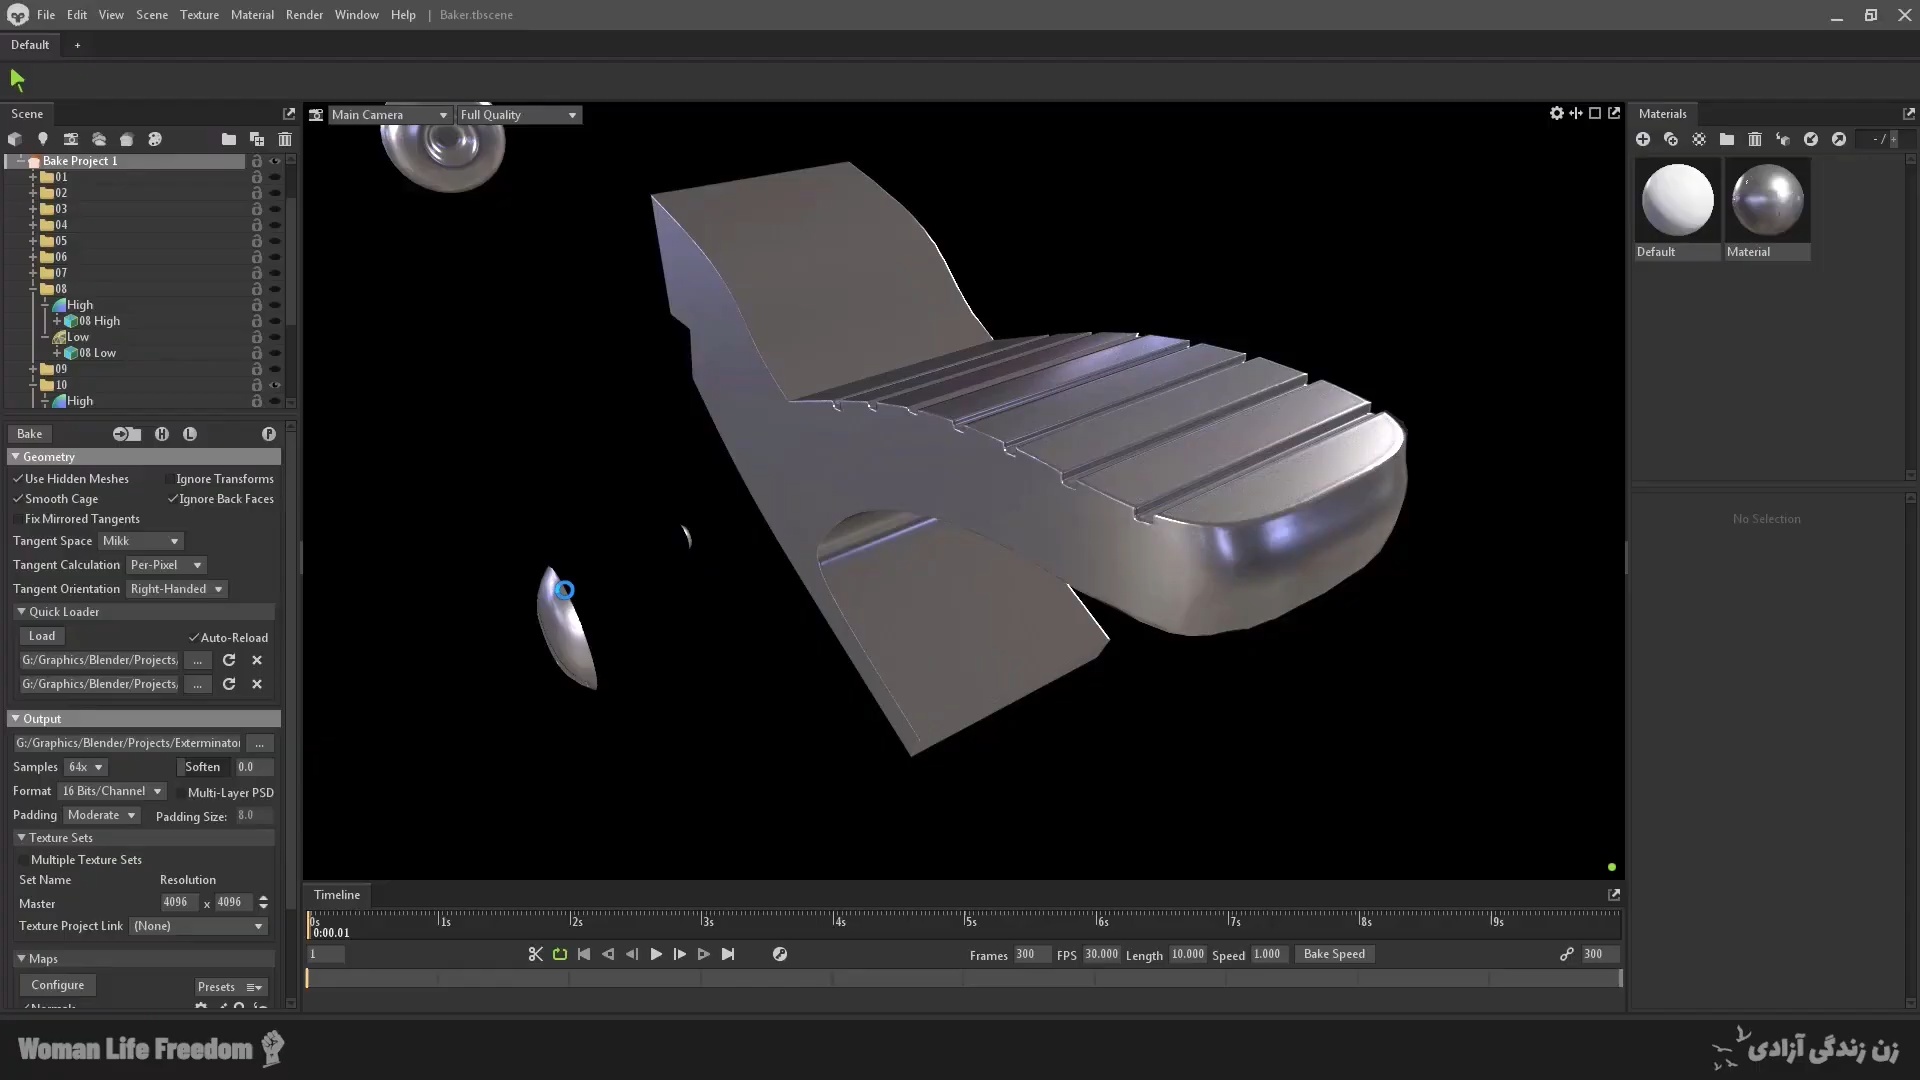 File Edit View Scene Texture Material Render Window Help | Baker.tbscene
Default +
Scene
Bake Project 1
01
02
03
04
05
06
07
08
High
08 High
Low
08 Low
09
10
High
Bake H L P
Geometry
Use Hidden Meshes Ignore Transforms
Smooth Cage Ignore Back Faces
Fix Mirrored Tangents
Tangent Space Mikk
Tangent Calculation Per-Pixel
Tangent Orientation Right-Handed
Quick Loader
Load Auto-Reload
G:/Graphics/Blender/Projects, ...
G:/Graphics/Blender/Projects, ...
Output
G:/Graphics/Blender/Projects/Exterminator ...
Samples 64x Soften 0.0
Format 16 Bits/Channel Multi-Layer PSD
Padding Moderate Padding Size: 8.0
Texture Sets
Multiple Texture Sets
Set Name Resolution
Master 4096 x 4096
Texture Project Link (None)
Maps
Configure Presets
Main Camera Full Quality
Materials
- / +
Default Material
No Selection
Timeline
0s 1s 2s 3s 4s 5s 6s 7s 8s 9s
0:00.01
1 Frames 300 FPS 30.000 Length 10.000 Speed 1.000 Bake Speed 300
Woman Life Freedom
زن زندگی آزادی